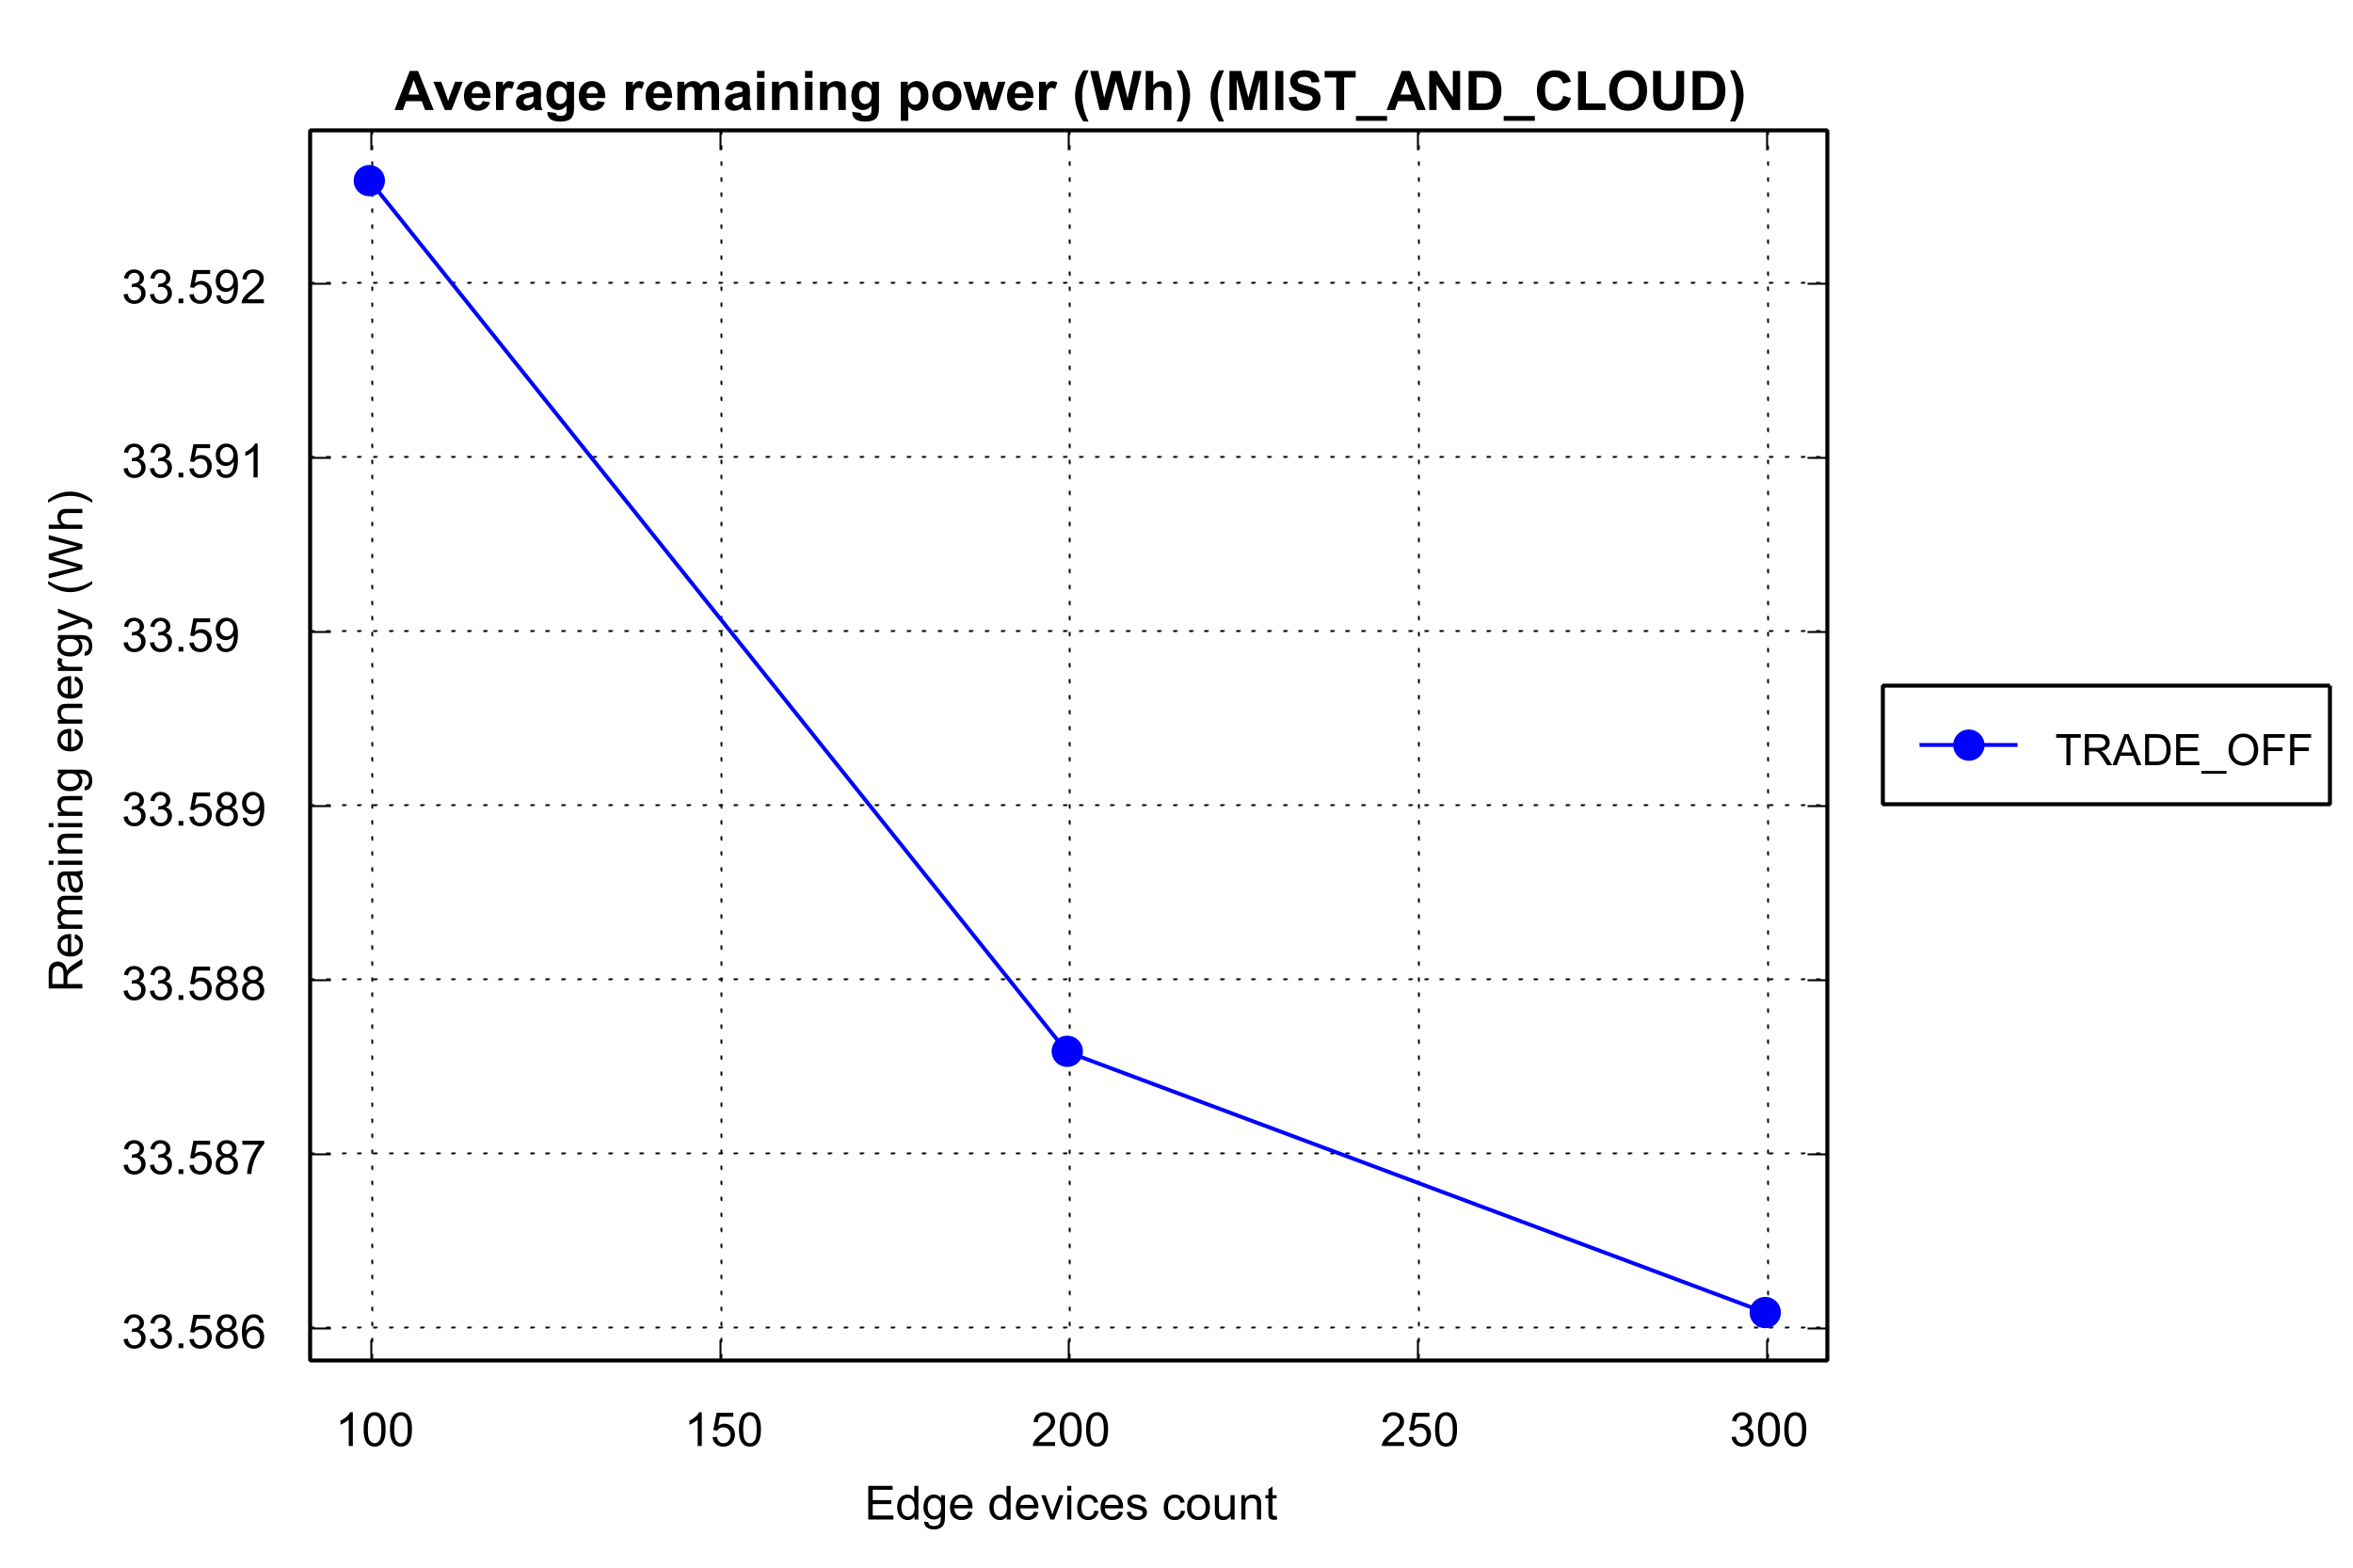 Average remaining power (Wh) (MIST_AND_CLOUD)
33.592
33.591
33.59
33.589
33.588
33.587
33.586
Remaining energy (Wh)
100 150 200 250 300
Edge devices count
TRADE_OFF